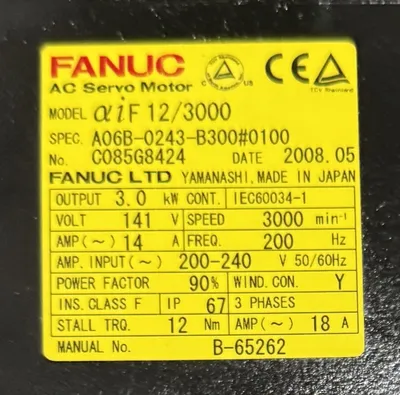 FANUC
AC Servo Motor
MODEL αiF 12/3000
SPEC. A06B-0243-B300#0100
No. C085G8424 DATE 2008.05
FANUC LTD YAMANASHI, MADE IN JAPAN
OUTPUT 3.0 kW CONT. IEC60034-1
VOLT 141 V SPEED 3000 min⁻¹
AMP(～) 14 A FREQ. 200 Hz
AMP. INPUT(～) 200-240 V 50/60Hz
POWER FACTOR 90% WIND. CON. Y
INS. CLASS F IP 67 3 PHASES
STALL TRQ. 12 Nm AMP(～) 18 A
MANUAL No. B-65262